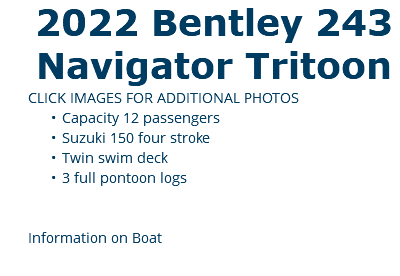 2022 Bentley 243
Navigator Tritoon
CLICK IMAGES FOR ADDITIONAL PHOTOS
• Capacity 12 passengers
• Suzuki 150 four stroke
• Twin swim deck
• 3 full pontoon logs
Information on Boat